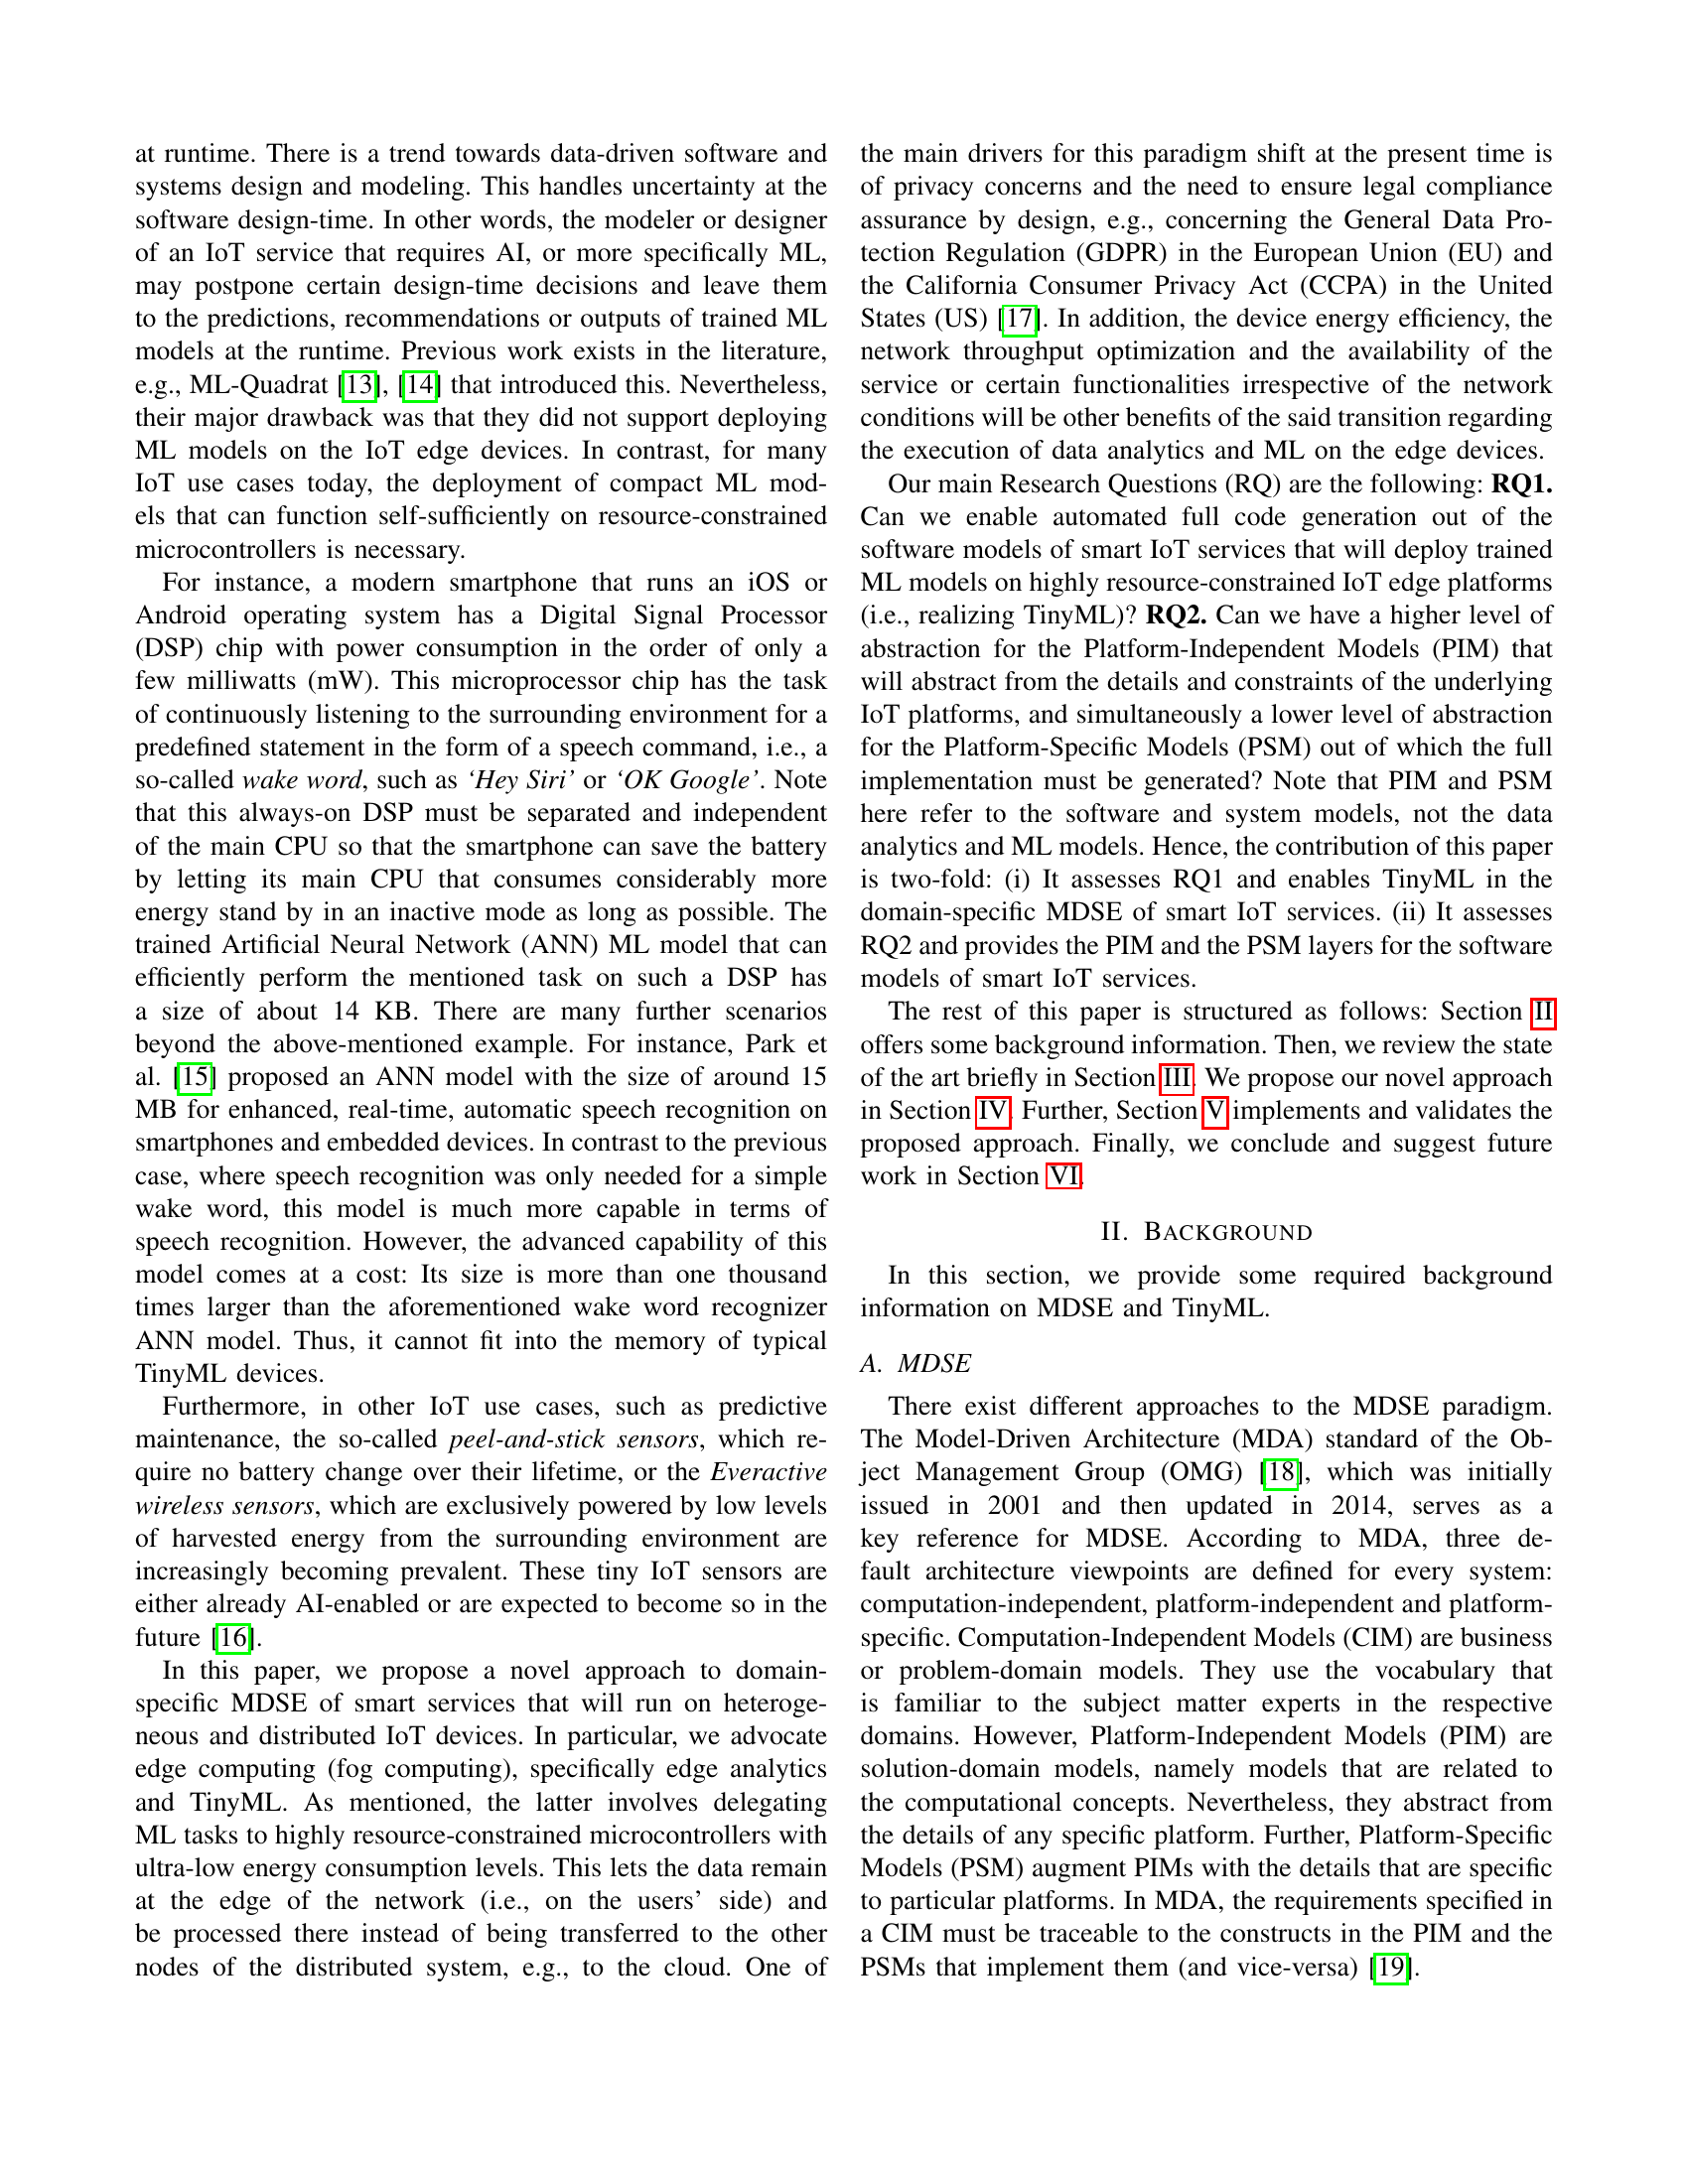 at runtime. There is a trend towards data-driven software and
systems design and modeling. This handles uncertainty at the
software design-time. In other words, the modeler or designer
of an IoT service that requires AI, or more specifically ML,
may postpone certain design-time decisions and leave them
to the predictions, recommendations or outputs of trained ML
models at the runtime. Previous work exists in the literature,
e.g., ML-Quadrat [13], [14] that introduced this. Nevertheless,
their major drawback was that they did not support deploying
ML models on the IoT edge devices. In contrast, for many
IoT use cases today, the deployment of compact ML mod-
els that can function self-sufficiently on resource-constrained
microcontrollers is necessary.
For instance, a modern smartphone that runs an iOS or
Android operating system has a Digital Signal Processor
(DSP) chip with power consumption in the order of only a
few milliwatts (mW). This microprocessor chip has the task
of continuously listening to the surrounding environment for a
predefined statement in the form of a speech command, i.e., a
so-called wake word, such as ‘Hey Siri’ or ‘OK Google’. Note
that this always-on DSP must be separated and independent
of the main CPU so that the smartphone can save the battery
by letting its main CPU that consumes considerably more
energy stand by in an inactive mode as long as possible. The
trained Artificial Neural Network (ANN) ML model that can
efficiently perform the mentioned task on such a DSP has
a size of about 14 KB. There are many further scenarios
beyond the above-mentioned example. For instance, Park et
al. [15] proposed an ANN model with the size of around 15
MB for enhanced, real-time, automatic speech recognition on
smartphones and embedded devices. In contrast to the previous
case, where speech recognition was only needed for a simple
wake word, this model is much more capable in terms of
speech recognition. However, the advanced capability of this
model comes at a cost: Its size is more than one thousand
times larger than the aforementioned wake word recognizer
ANN model. Thus, it cannot fit into the memory of typical
TinyML devices.
Furthermore, in other IoT use cases, such as predictive
maintenance, the so-called peel-and-stick sensors, which re-
quire no battery change over their lifetime, or the Everactive
wireless sensors, which are exclusively powered by low levels
of harvested energy from the surrounding environment are
increasingly becoming prevalent. These tiny IoT sensors are
either already AI-enabled or are expected to become so in the
future [16].
In this paper, we propose a novel approach to domain-
specific MDSE of smart services that will run on heteroge-
neous and distributed IoT devices. In particular, we advocate
edge computing (fog computing), specifically edge analytics
and TinyML. As mentioned, the latter involves delegating
ML tasks to highly resource-constrained microcontrollers with
ultra-low energy consumption levels. This lets the data remain
at the edge of the network (i.e., on the users’ side) and
be processed there instead of being transferred to the other
nodes of the distributed system, e.g., to the cloud. One of
the main drivers for this paradigm shift at the present time is
of privacy concerns and the need to ensure legal compliance
assurance by design, e.g., concerning the General Data Pro-
tection Regulation (GDPR) in the European Union (EU) and
the California Consumer Privacy Act (CCPA) in the United
States (US) [17]. In addition, the device energy efficiency, the
network throughput optimization and the availability of the
service or certain functionalities irrespective of the network
conditions will be other benefits of the said transition regarding
the execution of data analytics and ML on the edge devices.
Our main Research Questions (RQ) are the following: RQ1.
Can we enable automated full code generation out of the
software models of smart IoT services that will deploy trained
ML models on highly resource-constrained IoT edge platforms
(i.e., realizing TinyML)? RQ2. Can we have a higher level of
abstraction for the Platform-Independent Models (PIM) that
will abstract from the details and constraints of the underlying
IoT platforms, and simultaneously a lower level of abstraction
for the Platform-Specific Models (PSM) out of which the full
implementation must be generated? Note that PIM and PSM
here refer to the software and system models, not the data
analytics and ML models. Hence, the contribution of this paper
is two-fold: (i) It assesses RQ1 and enables TinyML in the
domain-specific MDSE of smart IoT services. (ii) It assesses
RQ2 and provides the PIM and the PSM layers for the software
models of smart IoT services.
The rest of this paper is structured as follows: Section II
offers some background information. Then, we review the state
of the art briefly in Section III. We propose our novel approach
in Section IV. Further, Section V implements and validates the
proposed approach. Finally, we conclude and suggest future
work in Section VI.
II. BACKGROUND
In this section, we provide some required background
information on MDSE and TinyML.
A. MDSE
There exist different approaches to the MDSE paradigm.
The Model-Driven Architecture (MDA) standard of the Ob-
ject Management Group (OMG) [18], which was initially
issued in 2001 and then updated in 2014, serves as a
key reference for MDSE. According to MDA, three de-
fault architecture viewpoints are defined for every system:
computation-independent, platform-independent and platform-
specific. Computation-Independent Models (CIM) are business
or problem-domain models. They use the vocabulary that
is familiar to the subject matter experts in the respective
domains. However, Platform-Independent Models (PIM) are
solution-domain models, namely models that are related to
the computational concepts. Nevertheless, they abstract from
the details of any specific platform. Further, Platform-Specific
Models (PSM) augment PIMs with the details that are specific
to particular platforms. In MDA, the requirements specified in
a CIM must be traceable to the constructs in the PIM and the
PSMs that implement them (and vice-versa) [19].